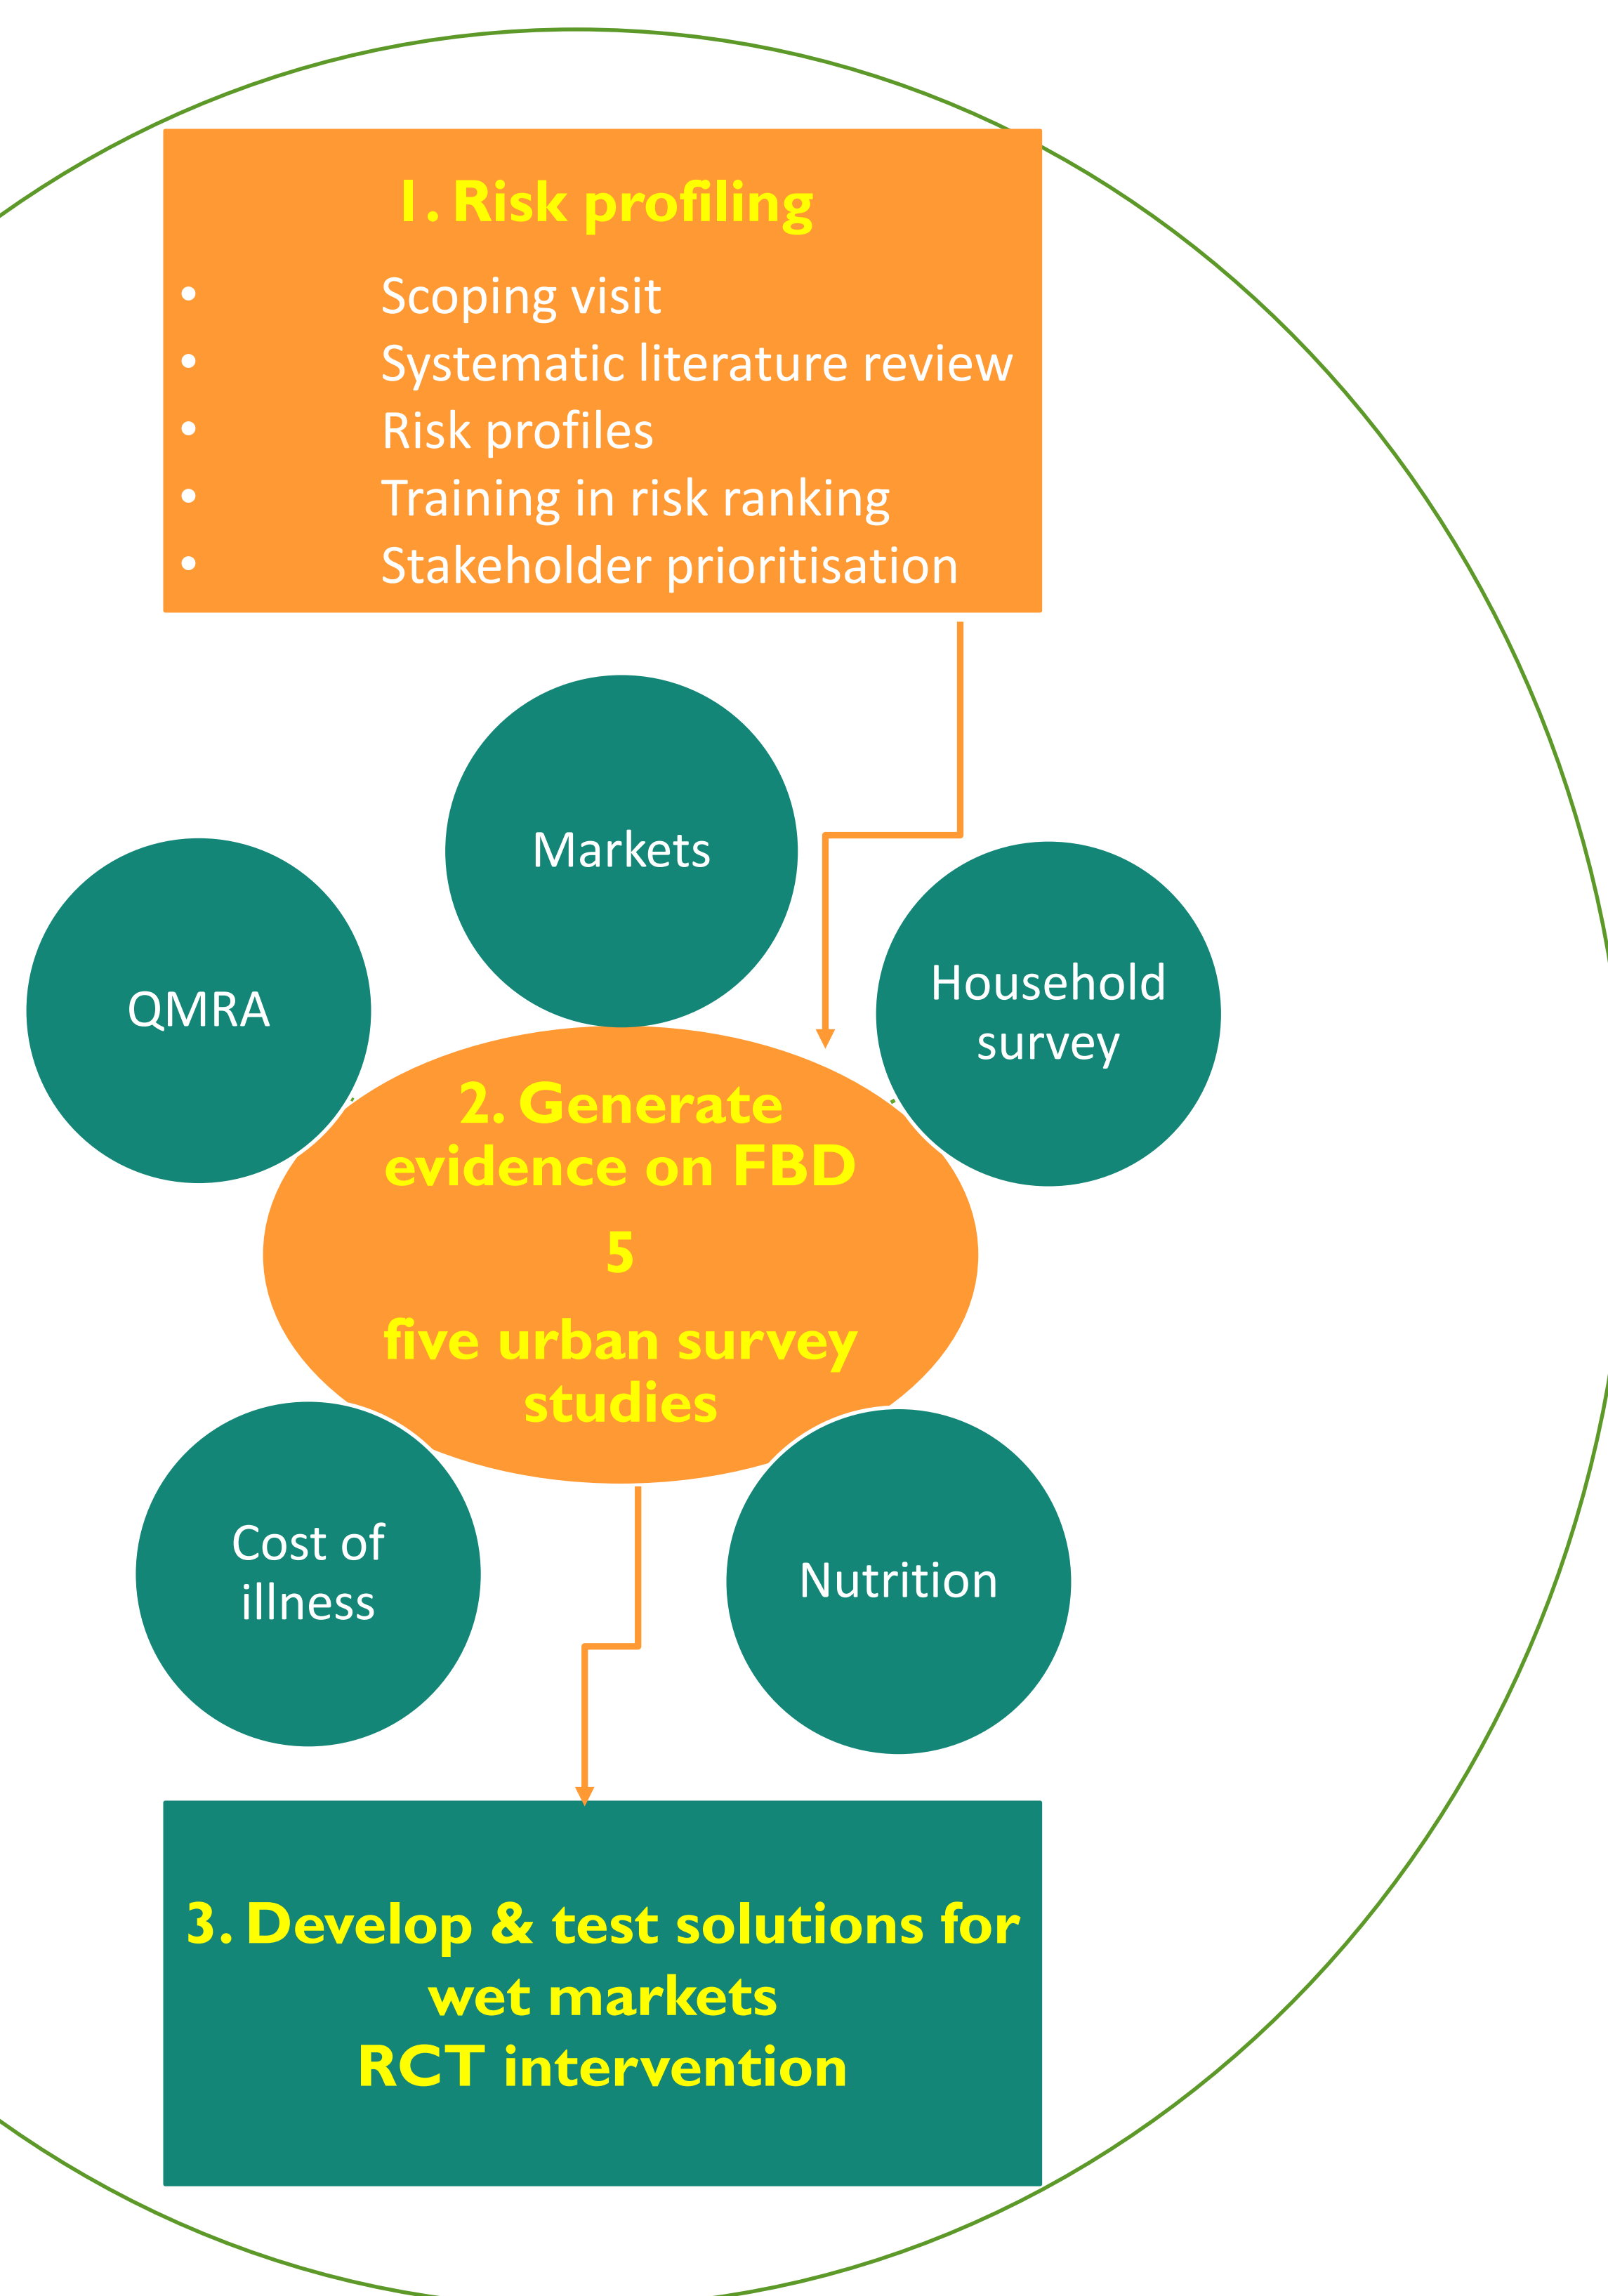 1. Risk profiling
• Scoping visit
• Systematic literature review
• Risk profiles
• Training in risk ranking
• Stakeholder prioritisation
Markets
QMRA
Household
survey
2. Generate
evidence on FBD
5
five urban survey
studies
Cost of
illness
Nutrition
3. Develop & test solutions for
wet markets
RCT intervention